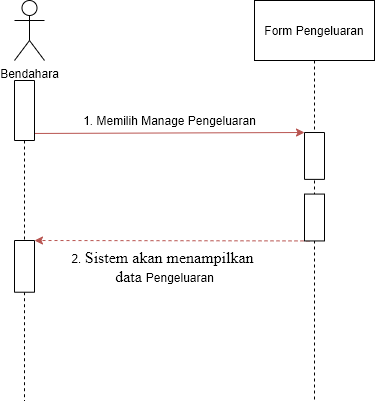 Form Pengeluaran
Bendahara
1. Memilih Manage Pengeluaran
2. Sistem akan menampilkan
data Pengeluaran